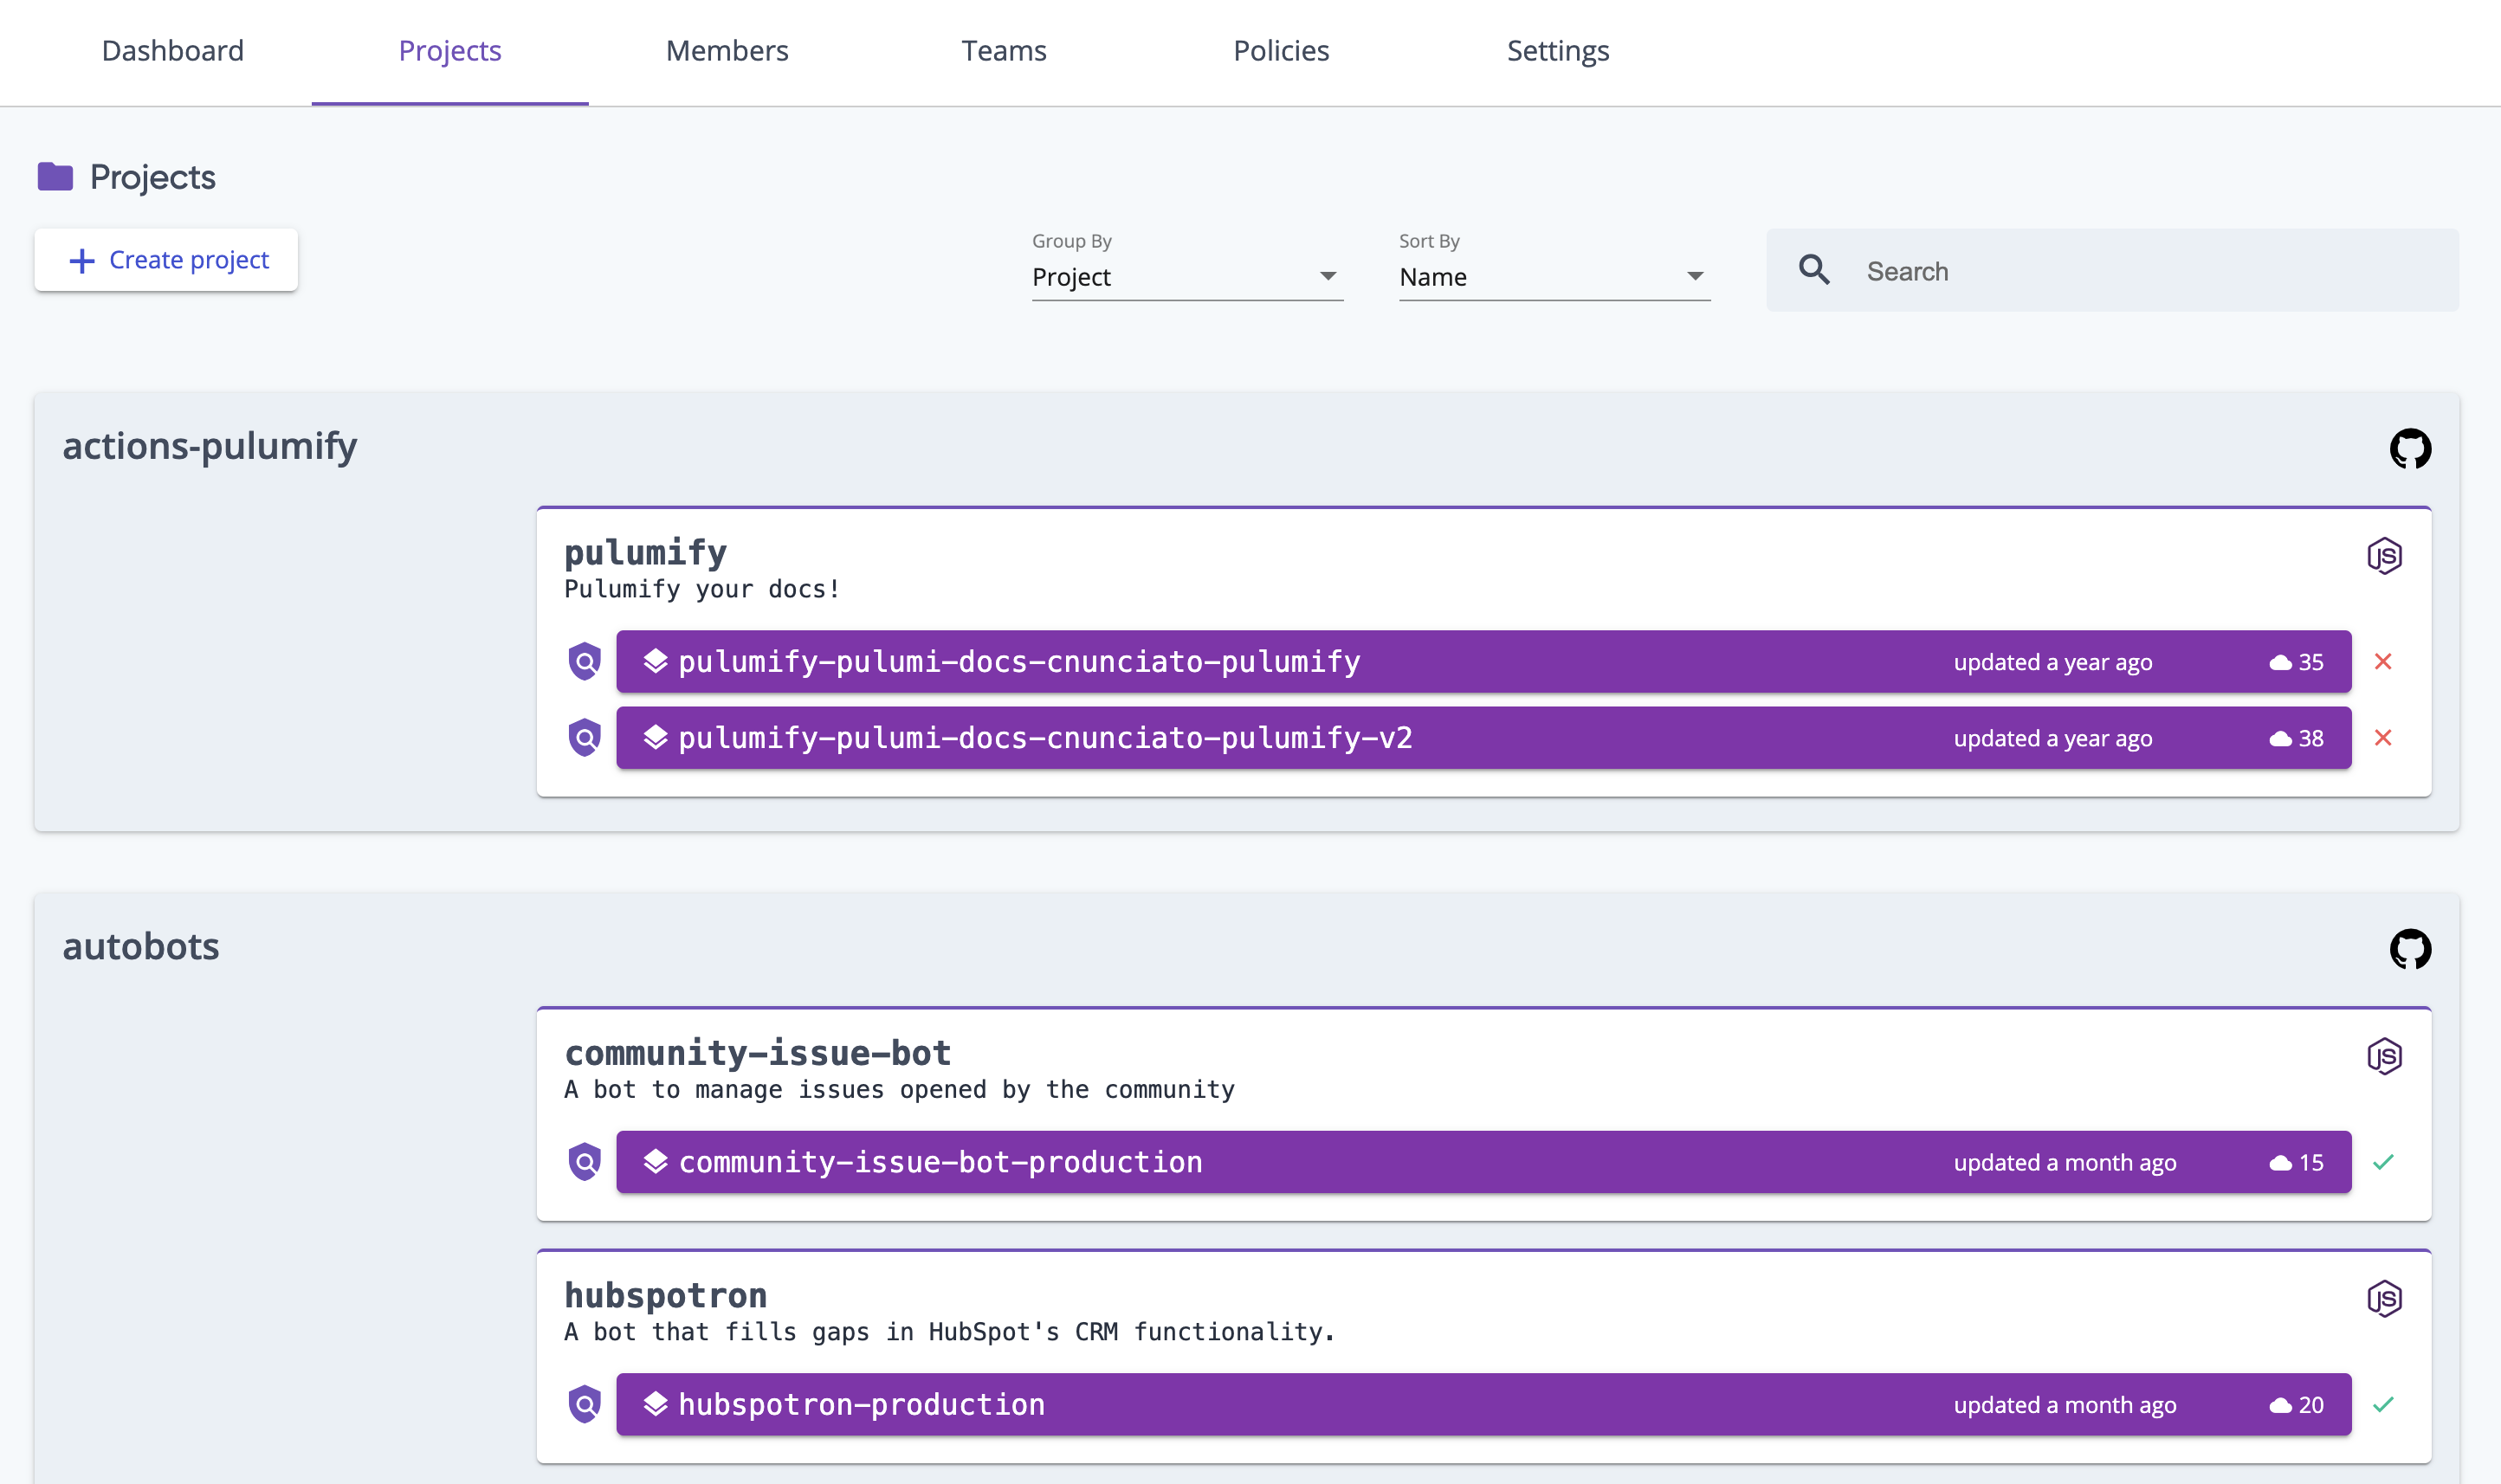 Dashboard
Projects
Members
Teams
Policies
Settings
Projects
Create project
Group By
Project
Sort By
Name
Search
actions-pulumify
pulumify
JS
Pulumify your docs!
pulumify-pulumi-docs-cnunciato-pulumify updated a year ago 35
pulumify-pulumi-docs-cnunciato-pulumify-v2 updated a year ago 38
autobots
community-issue-bot
JS
A bot to manage issues opened by the community
community-issue-bot-production updated a month ago 15
hubspotron
JS
A bot that fills gaps in HubSpot's CRM functionality.
hubspotron-production updated a month ago 20